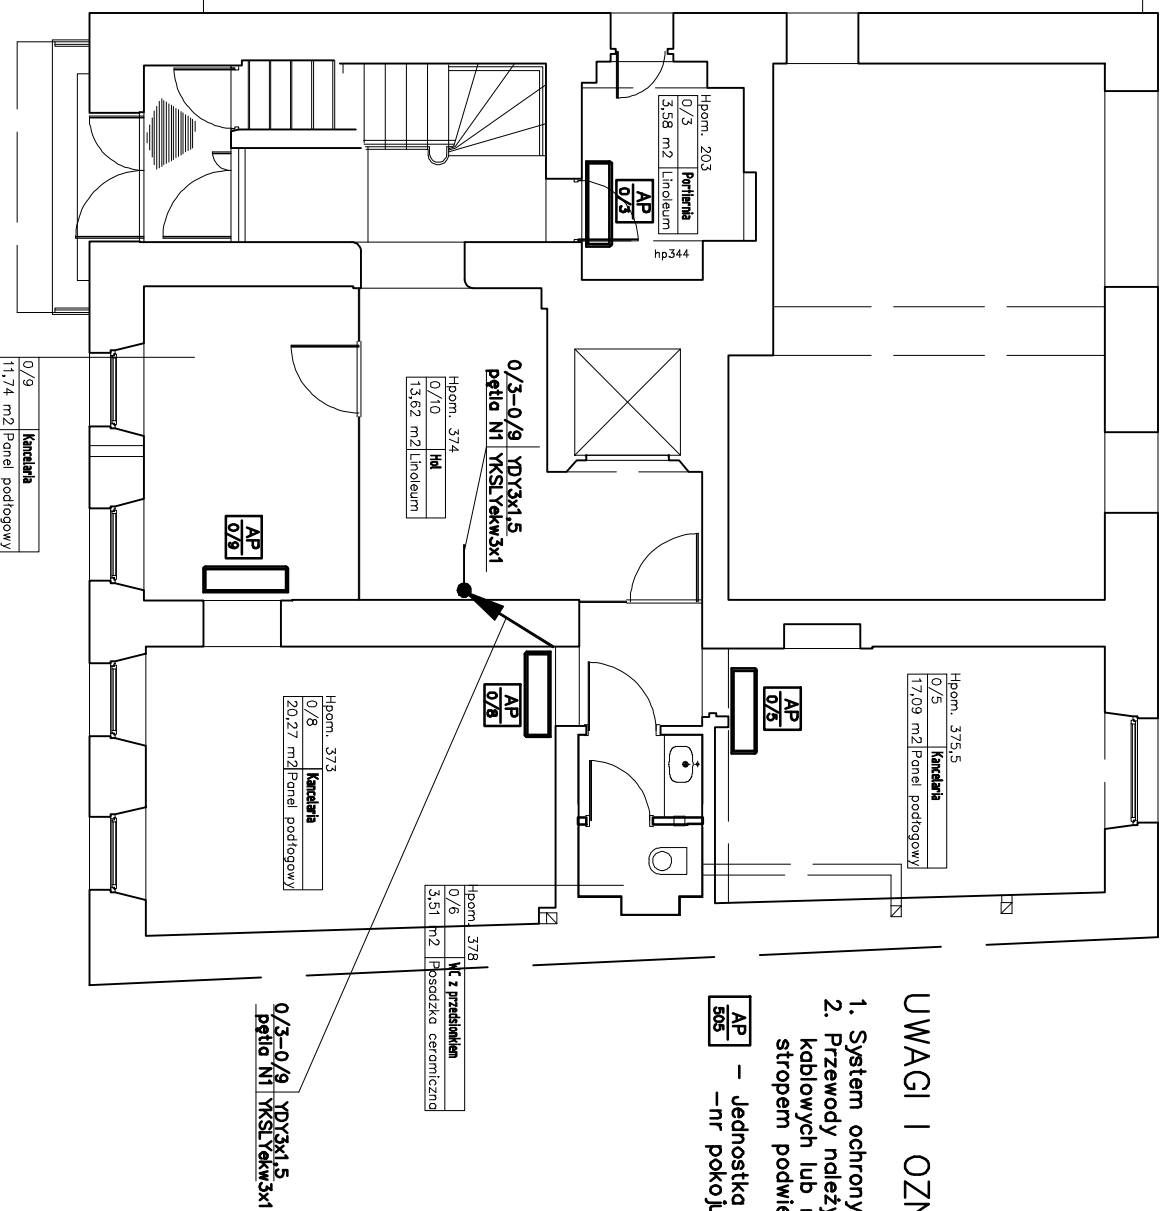 Hpom. 203
0/3 Portiernia
3,58 m2 Linoleum
AP
0/3
hp344
0/9 Kancelaria
11,74 m2 Panel podłogowy
Hpom. 374
0/10 Hol
13,62 m2 Linoleum
0/3-0/9 YDY3x1,5
pętla N1 YKSLYekw3x1
AP
0/9
AP
0/8
AP
0/5
Hpom. 375,5
0/5 Kancelaria
17,09 m2 Panel podłogowy
Hpom. 373
0/8 Kancelaria
20,27 m2 Panel podłogowy
Hpom. 378
0/6 WC z przedsionkiem
3,51 m2 Posadzka ceramiczna
0/3-0/9 YDY3x1,5
pętla N1 YKSLYekw3x1
UWAGI I OZN
1. System ochrony
2. Przewody należy
kablowych lub
stropem podwie
AP
505
- Jednostka
-nr pokoju